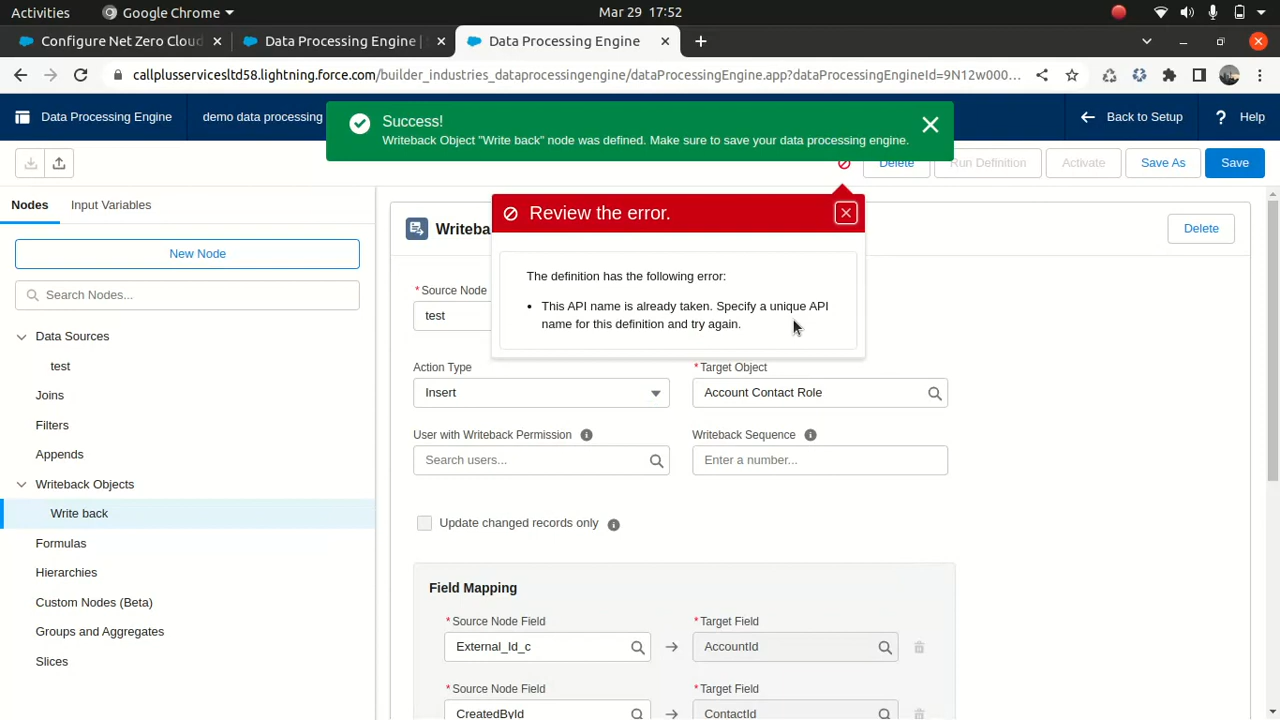 Activities
Google Chrome
Mar 29 17:52
Configure Net Zero Cloud
Data Processing Engine |
Data Processing Engine
callplusservicesltd58.lightning.force.com/builder_industries_dataprocessingengine/dataProcessingEngine.app?dataProcessingEngineId=9N12w000...
Data Processing Engine
demo data processing
Success!
Writeback Object "Write back" node was defined. Make sure to save your data processing engine.
Back to Setup
? Help
Delete
Run Definition
Activate
Save As
Save
Nodes
Input Variables
New Node
Search Nodes...
Data Sources
test
Joins
Filters
Appends
Writeback Objects
Write back
Formulas
Hierarchies
Custom Nodes (Beta)
Groups and Aggregates
Slices
Review the error.
The definition has the following error:
• This API name is already taken. Specify a unique API
name for this definition and try again.
Writeba
Delete
*Source Node
test
Action Type
Insert
*Target Object
Account Contact Role
User with Writeback Permission
Search users...
Writeback Sequence
Enter a number...
Update changed records only
Field Mapping
*Source Node Field
External_Id_c
*Target Field
AccountId
*Source Node Field
CreatedById
*Target Field
ContactId